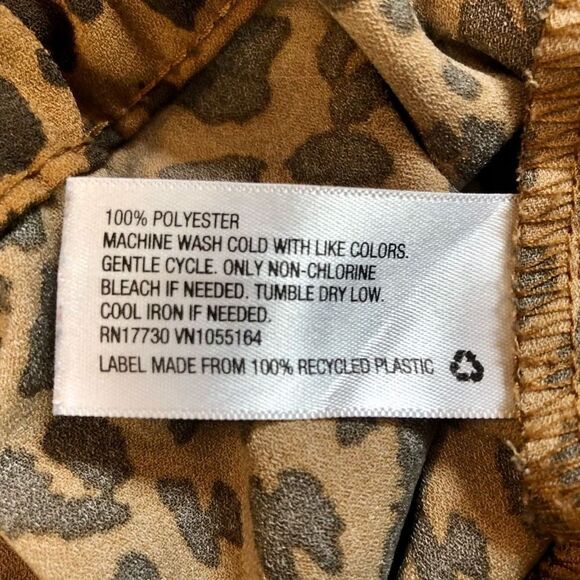 100% POLYESTER
MACHINE WASH COLD WITH LIKE COLORS.
GENTLE CYCLE. ONLY NON-CHLORINE
BLEACH IF NEEDED. TUMBLE DRY LOW.
COOL IRON IF NEEDED.
RN17730 VN1055164
LABEL MADE FROM 100% RECYCLED PLASTIC